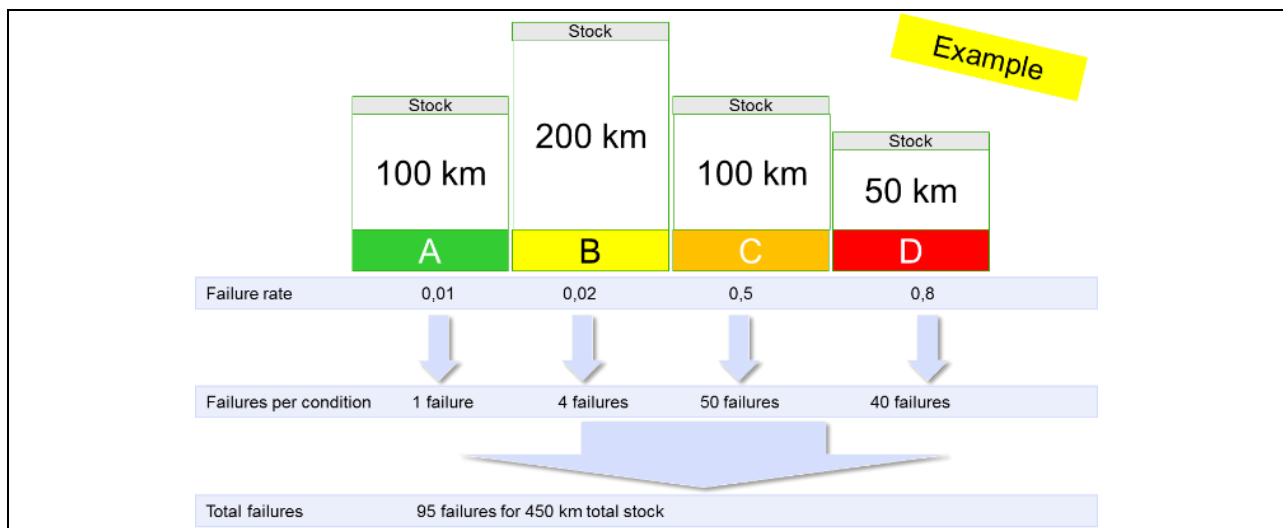 Stock
Example
Stock
Stock
200 km
Stock
100 km
100 km
50 km
A B C D
Failure rate 0,01 0,02 0,5 0,8
Failures per condition 1 failure 4 failures 50 failures 40 failures
Total failures 95 failures for 450 km total stock